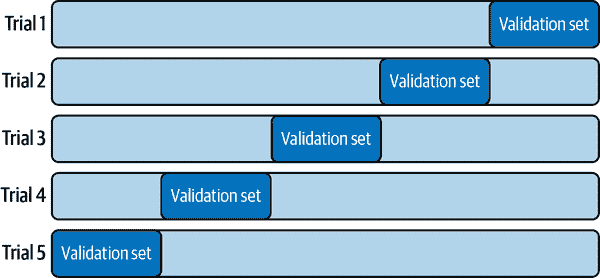 Trial 1 Validation set
Trial 2 Validation set
Trial 3 Validation set
Trial 4 Validation set
Trial 5 Validation set